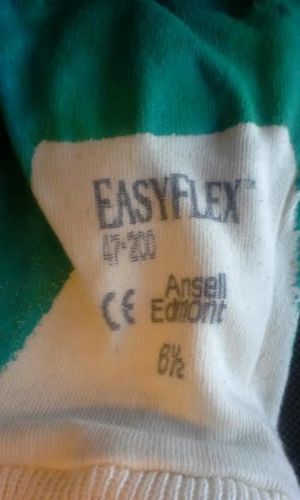 EASYFLEX™
47-200
CE Ansell
Edmont
6½